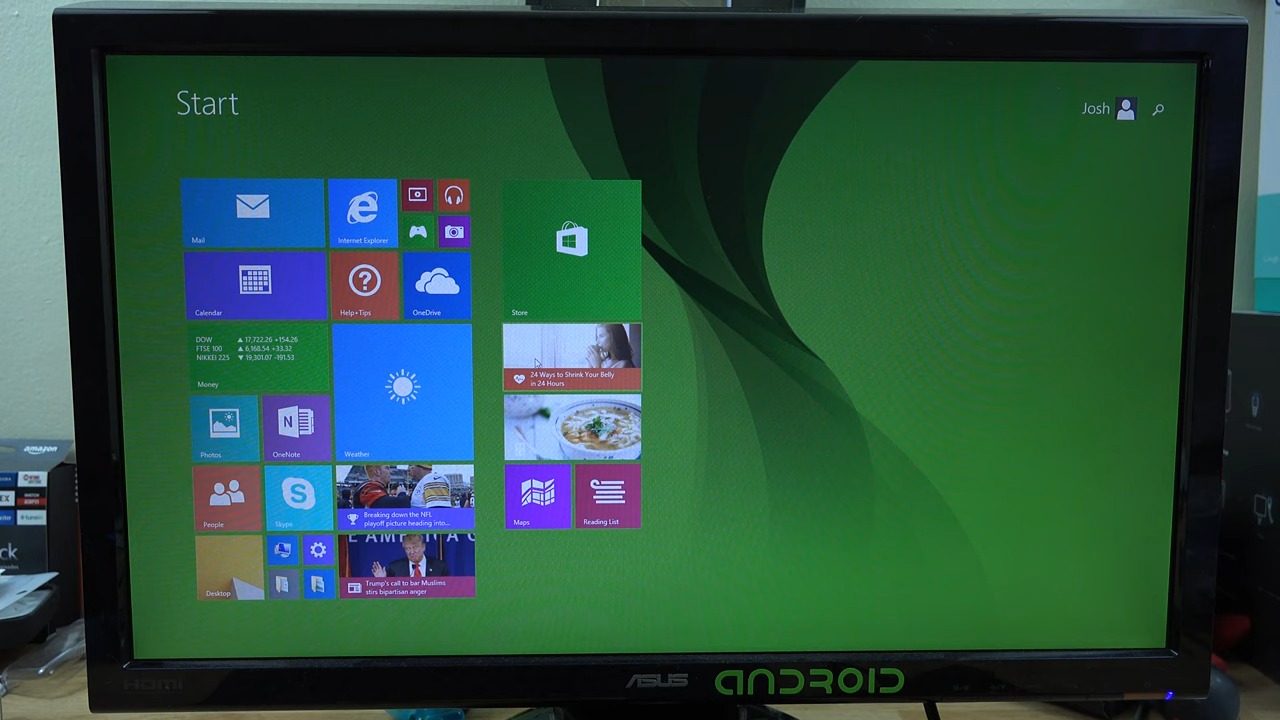 Start
Josh
Mail
Internet Explorer
Calendar
Help+Tips
OneDrive
Store
DOW ▲ 17,722.26 +154.26
FTSE 100 ▲ 6,168.54 +33.32
NIKKEI 225 ▼ 19,301.07 -191.53
Money
24 Ways to Shrink Your Belly
in 24 Hours
Photos
OneNote
Weather
People
Skype
Breaking down the NFL
playoff picture heading into...
Maps
Reading List
Desktop
Trump's call to bar Muslims
stirs bipartisan anger
HDMI
ASUS
ANDROID
amazon